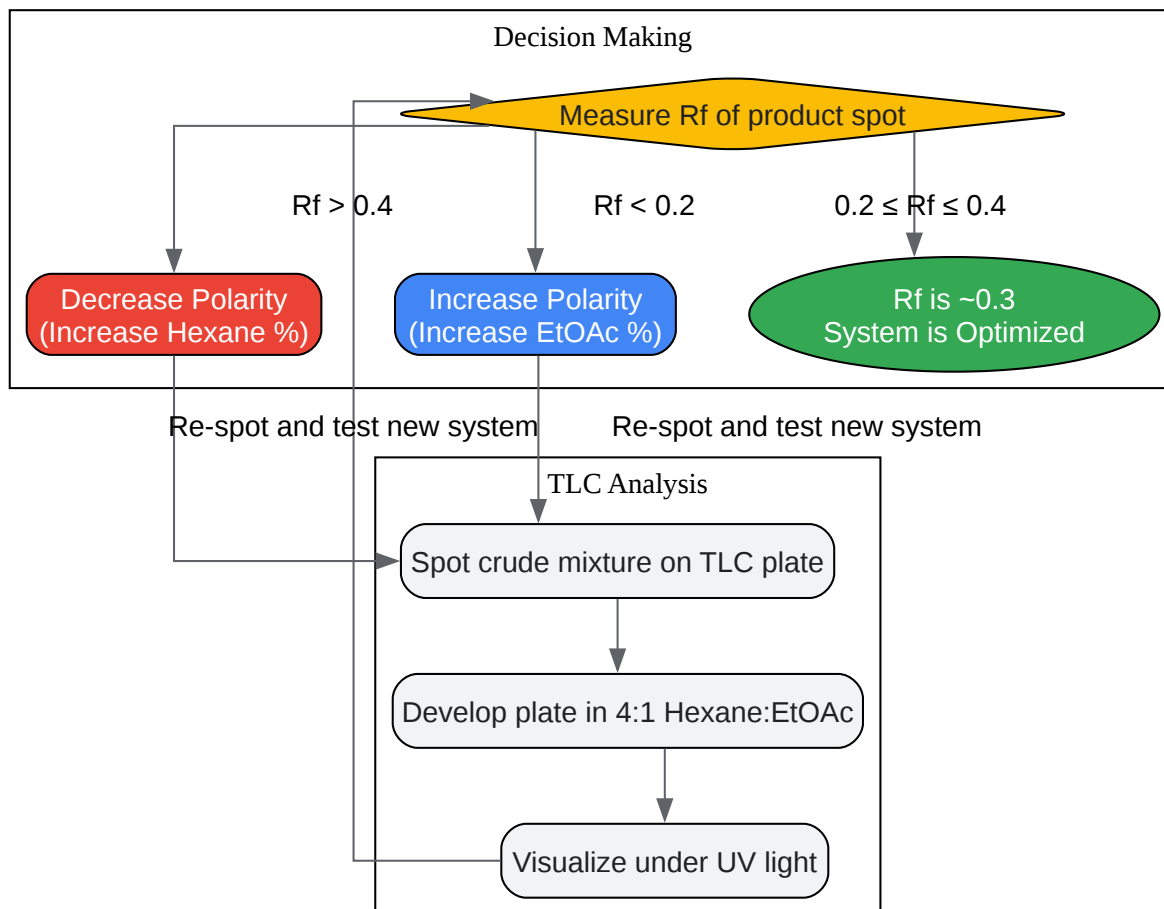 Decision Making
Measure Rf of product spot
Rf > 0.4
Rf < 0.2
0.2 ≤ Rf ≤ 0.4
Decrease Polarity
(Increase Hexane %)
Increase Polarity
(Increase EtOAc %)
Rf is ~0.3
System is Optimized
Re-spot and test new system
Re-spot and test new system
TLC Analysis
Spot crude mixture on TLC plate
Develop plate in 4:1 Hexane:EtOAc
Visualize under UV light